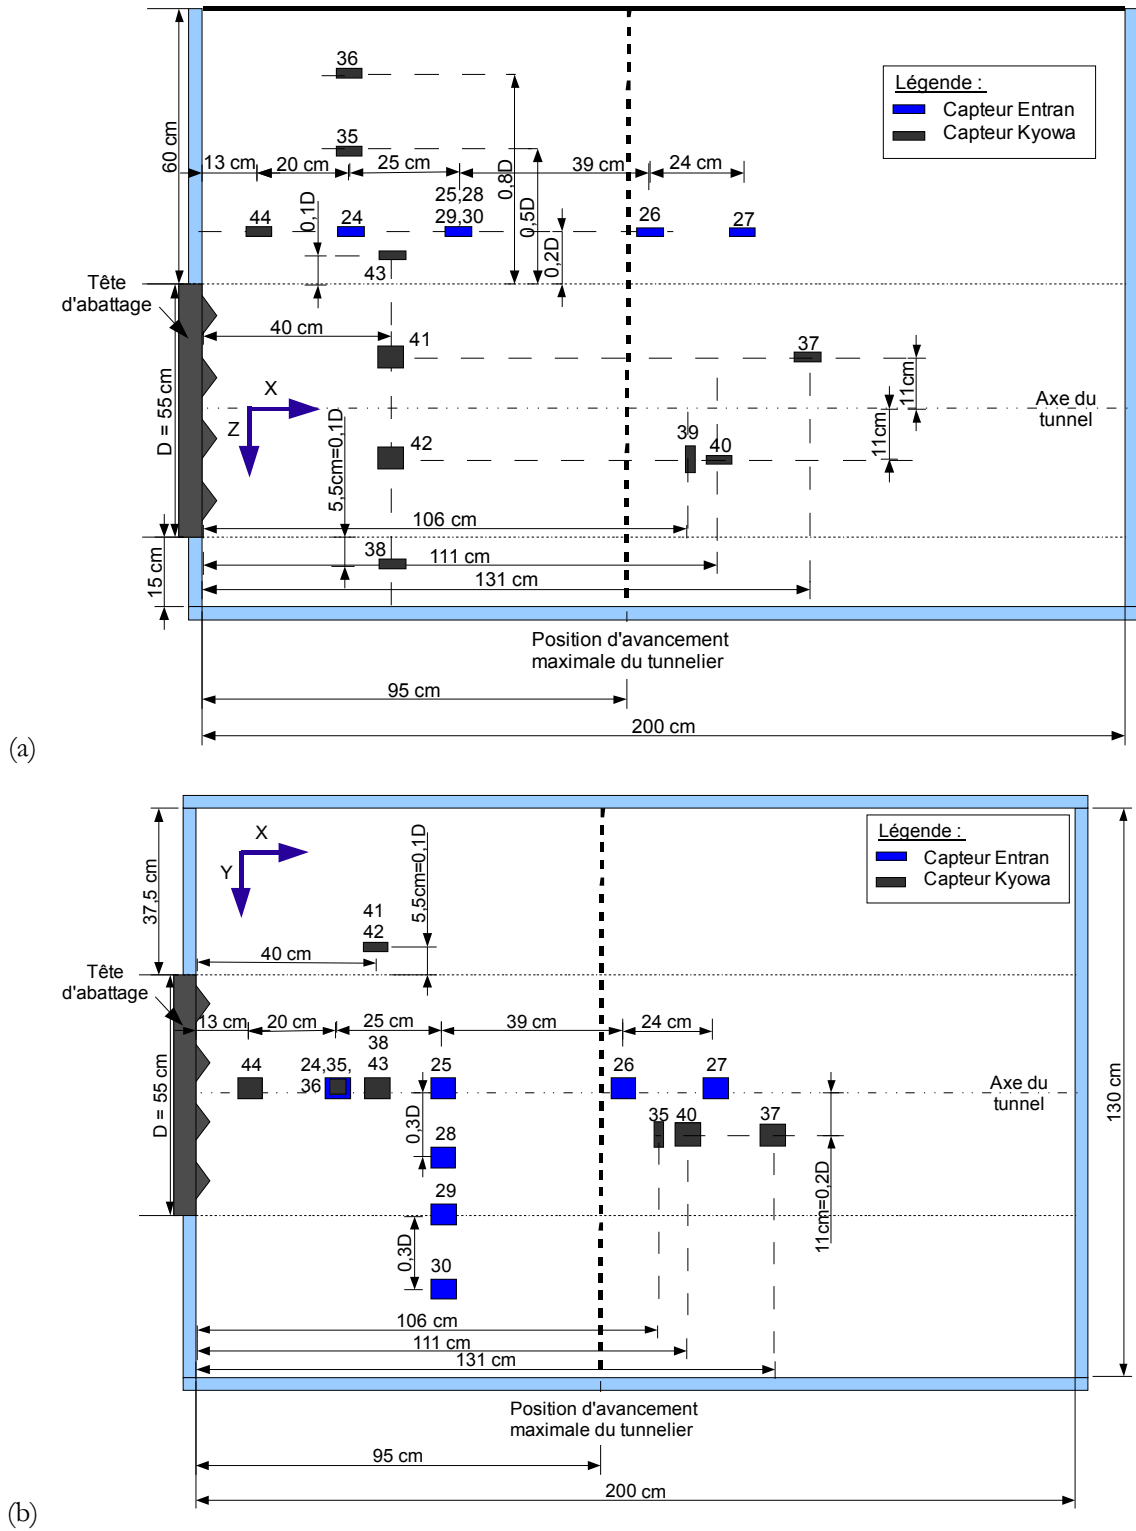 36
35
13 cm
20 cm
25 cm
39 cm
24 cm
60 cm
0,8D
0,5D
0,2D
0,1D
44
24
25,28
29,30
26
27
43
Légende :
Capteur Entran
Capteur Kyowa
Tête
d'abattage
40 cm
41
37
D = 55 cm
X
Z
11cm
Axe du
tunnel
42
39
40
11cm
5,5cm=0,1D
106 cm
38
111 cm
131 cm
15 cm
Position d'avancement
maximale du tunnelier
95 cm
200 cm
(a)
X
Y
37,5 cm
41
42
40 cm
5,5cm=0,1D
Légende :
Capteur Entran
Capteur Kyowa
Tête
d'abattage
13 cm
20 cm
25 cm
39 cm
24 cm
44
24,35,
36
38
43
25
26
27
D = 55 cm
0,3D
28
29
0,3D
30
35
40
37
Axe du
tunnel
11cm=0,2D
130 cm
106 cm
111 cm
131 cm
Position d'avancement
maximale du tunnelier
95 cm
200 cm
(b)